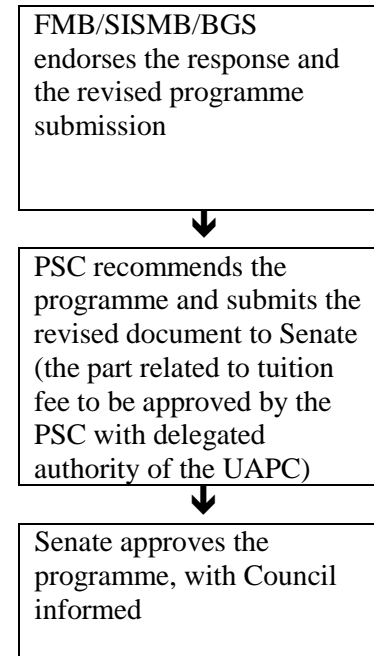 FMB/SISMB/BGS
endorses the response and
the revised programme
submission
PSC recommends the
programme and submits the
revised document to Senate
(the part related to tuition
fee to be approved by the
PSC with delegated
authority of the UAPC)
Senate approves the
programme, with Council
informed